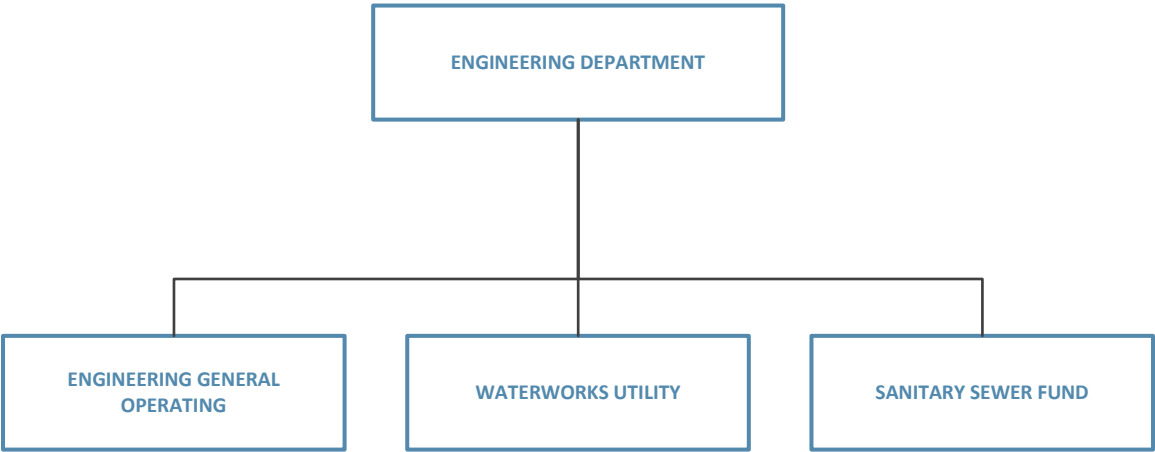 ENGINEERING DEPARTMENT
ENGINEERING GENERAL
OPERATING
WATERWORKS UTILITY
SANITARY SEWER FUND